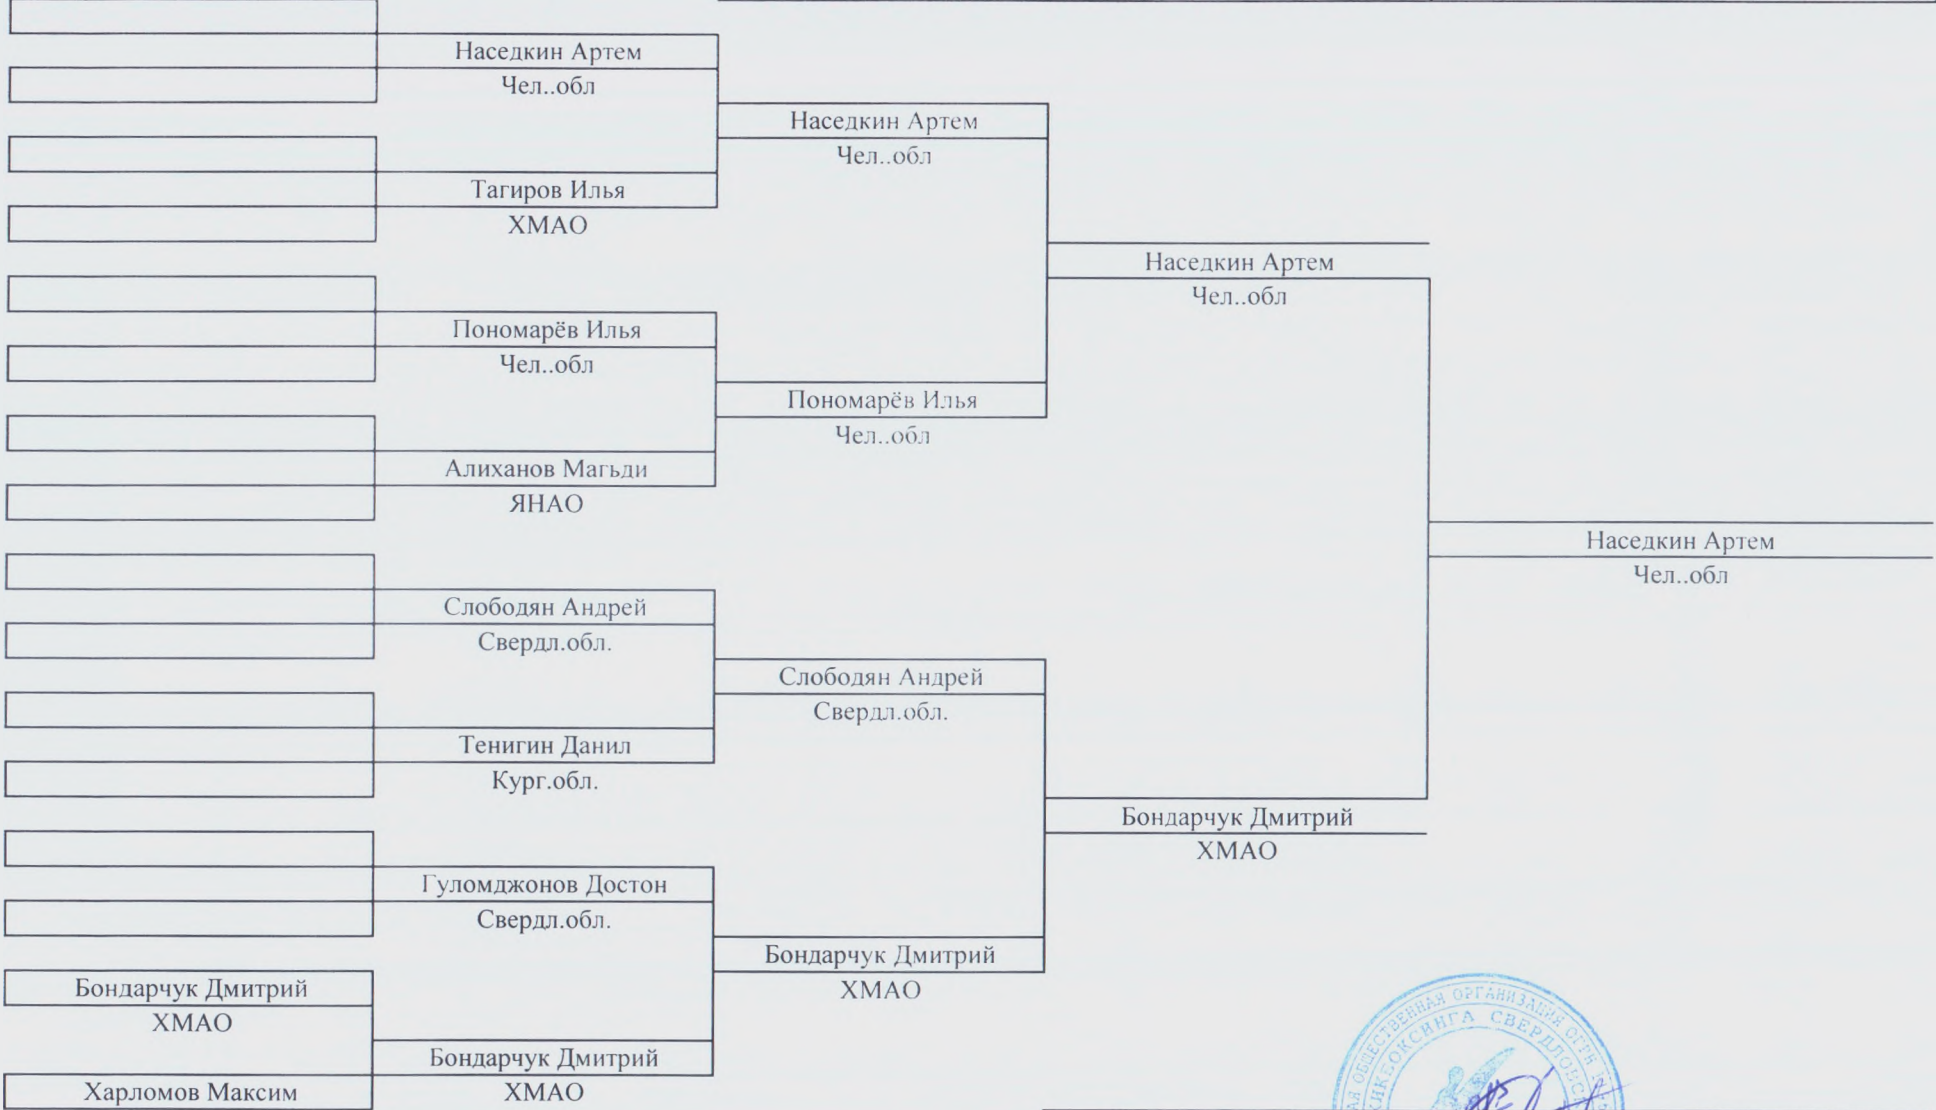 Наседкин Артем
Чел..обл
Тагиров Илья
ХМАО
Пономарёв Илья
Чел..обл
Алиханов Магьди
ЯНАО
Слободян Андрей
Свердл.обл.
Тенигин Данил
Кург.обл.
Гуломджонов Достон
Свердл.обл.
Бондарчук Дмитрий
ХМАО
Харломов Максим
Бондарчук Дмитрий
ХМАО
Наседкин Артем
Чел..обл
Пономарёв Илья
Чел..обл
Слободян Андрей
Свердл.обл.
Бондарчук Дмитрий
ХМАО
Наседкин Артем
Чел..обл
Бондарчук Дмитрий
ХМАО
Наседкин Артем
Чел..обл
ОБЩЕСТВЕННАЯ ОРГАНИЗАЦИЯ ОГРН